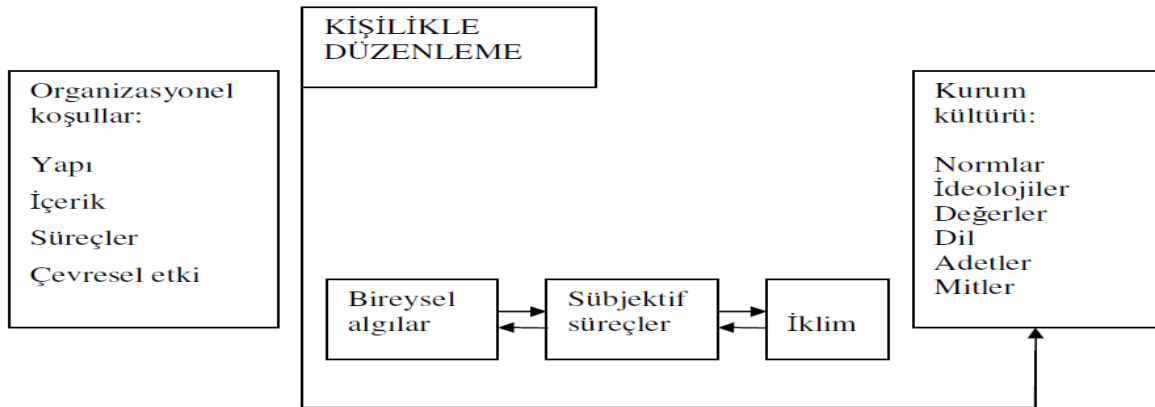 KİŞİLİKLE
DÜZENLEME
Organizasyonel
koşullar:
Yapı
İçerik
Süreçler
Çevresel etki
Bireysel
algılar
Sübjektif
süreçler
İklim
Kurum
kültürü:
Normlar
İdeolojiler
Değerler
Dil
Adetler
Mitler